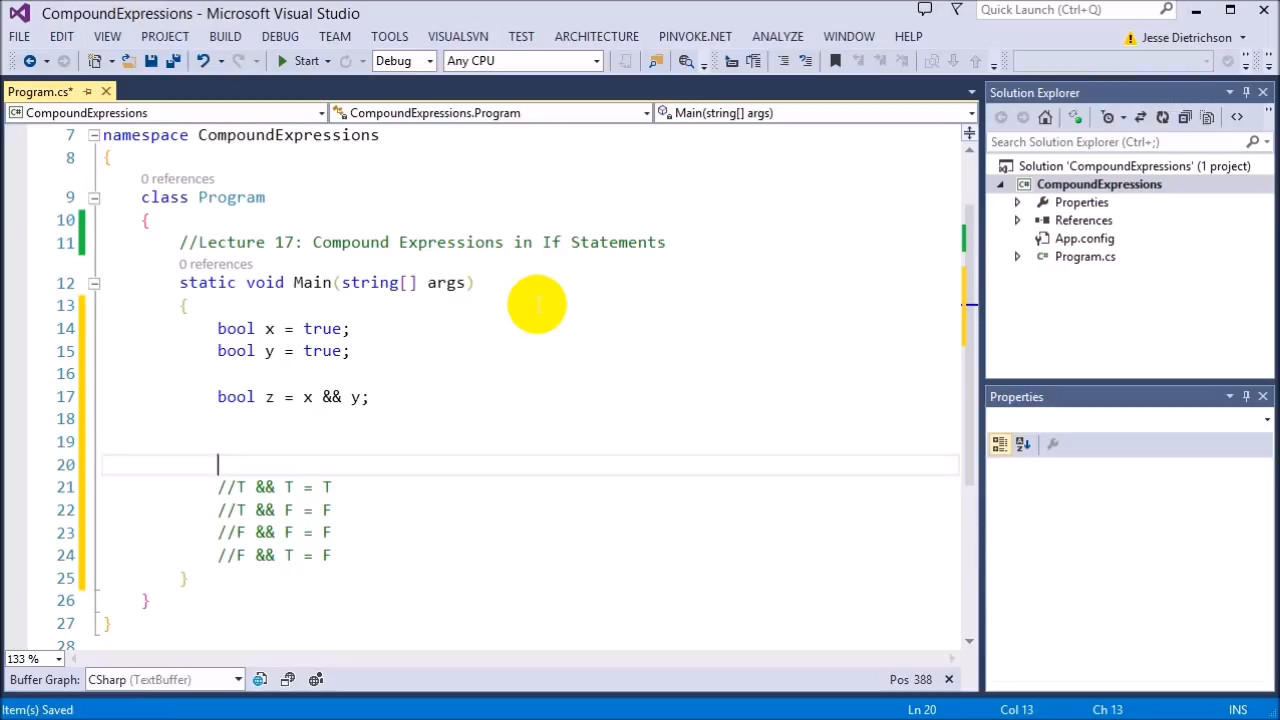 CompoundExpressions - Microsoft Visual Studio
Quick Launch (Ctrl+Q)
FILE EDIT VIEW PROJECT BUILD DEBUG TEAM TOOLS VISUALSVN TEST ARCHITECTURE PINVOKE.NET ANALYZE WINDOW HELP
Jesse Dietrichson
Start
Debug
Any CPU
Program.cs*
CompoundExpressions
CompoundExpressions.Program
Main(string[] args)
7 namespace CompoundExpressions
8 {
0 references
9 class Program
10 {
11 //Lecture 17: Compound Expressions in If Statements
0 references
12 static void Main(string[] args)
13 {
14 bool x = true;
15 bool y = true;
16
17 bool z = x && y;
18
19
20
21 //T && T = T
22 //T && F = F
23 //F && F = F
24 //F && T = F
25 }
26 }
27 }
28
133 %
Buffer Graph: CSharp (TextBuffer)
Pos 388
Solution Explorer
Search Solution Explorer (Ctrl+;)
Solution 'CompoundExpressions' (1 project)
CompoundExpressions
Properties
References
App.config
Program.cs
Properties
Item(s) Saved
Ln 20
Col 13
Ch 13
INS